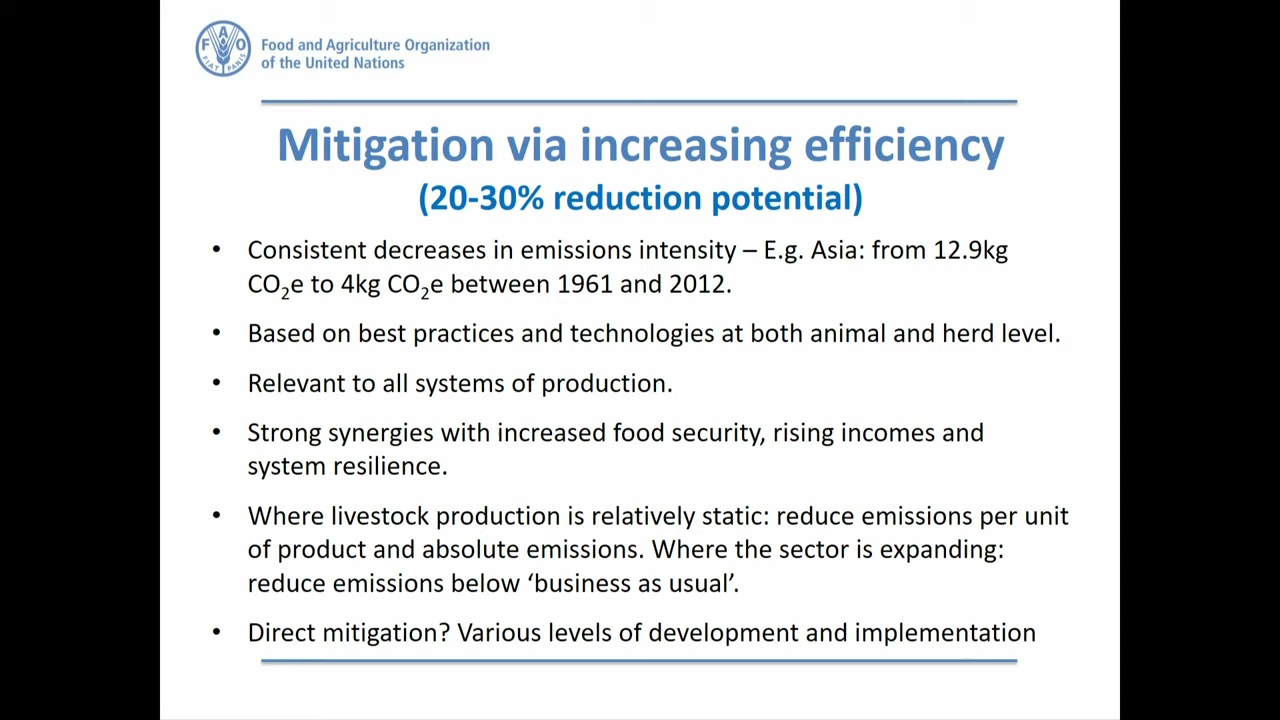 F A O
FIAT PANIS
Food and Agriculture Organization
of the United Nations
Mitigation via increasing efficiency
(20-30% reduction potential)
• Consistent decreases in emissions intensity – E.g. Asia: from 12.9kg
CO₂e to 4kg CO₂e between 1961 and 2012.
• Based on best practices and technologies at both animal and herd level.
• Relevant to all systems of production.
• Strong synergies with increased food security, rising incomes and
system resilience.
• Where livestock production is relatively static: reduce emissions per unit
of product and absolute emissions. Where the sector is expanding:
reduce emissions below ‘business as usual’.
• Direct mitigation? Various levels of development and implementation